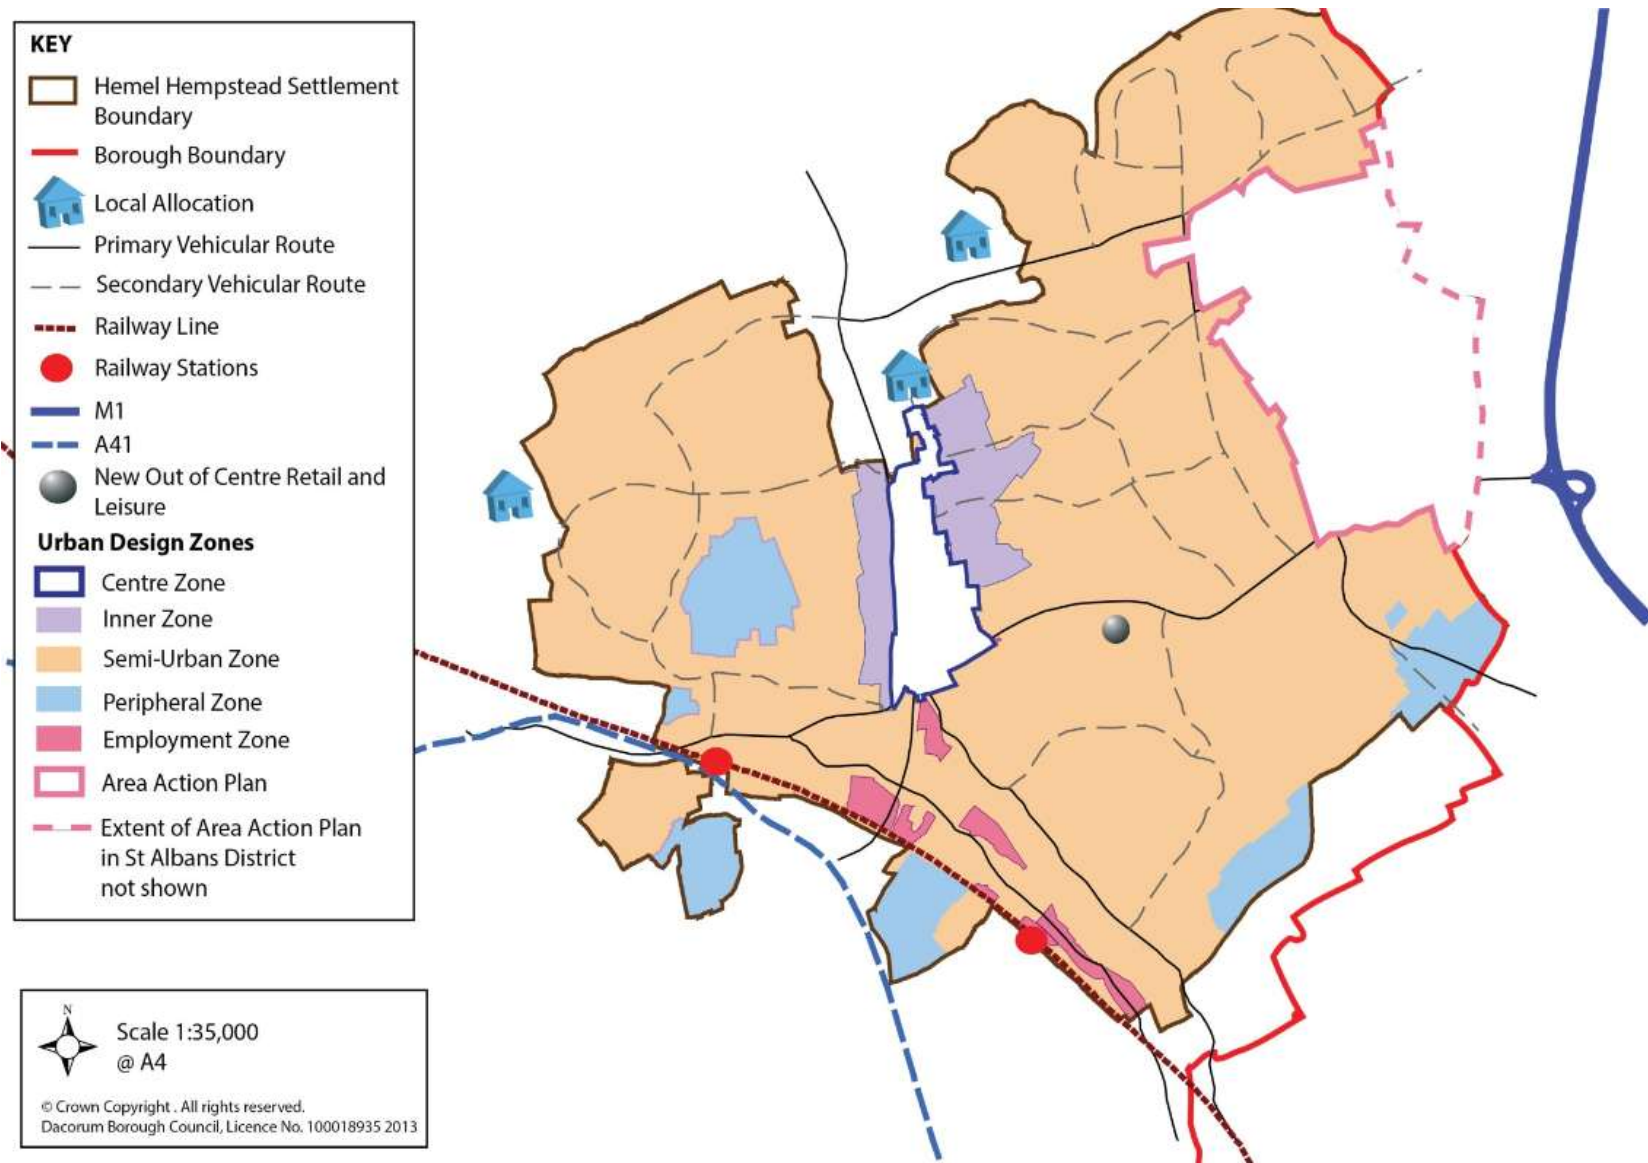 KEY
Hemel Hempstead Settlement
Boundary
Borough Boundary
Local Allocation
Primary Vehicular Route
Secondary Vehicular Route
Railway Line
Railway Stations
M1
A41
New Out of Centre Retail and
Leisure
Urban Design Zones
Centre Zone
Inner Zone
Semi-Urban Zone
Peripheral Zone
Employment Zone
Area Action Plan
Extent of Area Action Plan
in St Albans District
not shown
N
Scale 1:35,000
@ A4
© Crown Copyright . All rights reserved.
Dacorum Borough Council, Licence No. 100018935 2013